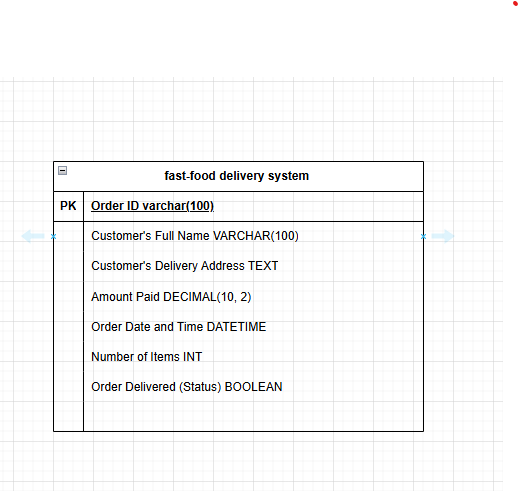 fast-food delivery system
PK Order ID varchar(100)
Customer's Full Name VARCHAR(100)
Customer's Delivery Address TEXT
Amount Paid DECIMAL(10, 2)
Order Date and Time DATETIME
Number of Items INT
Order Delivered (Status) BOOLEAN